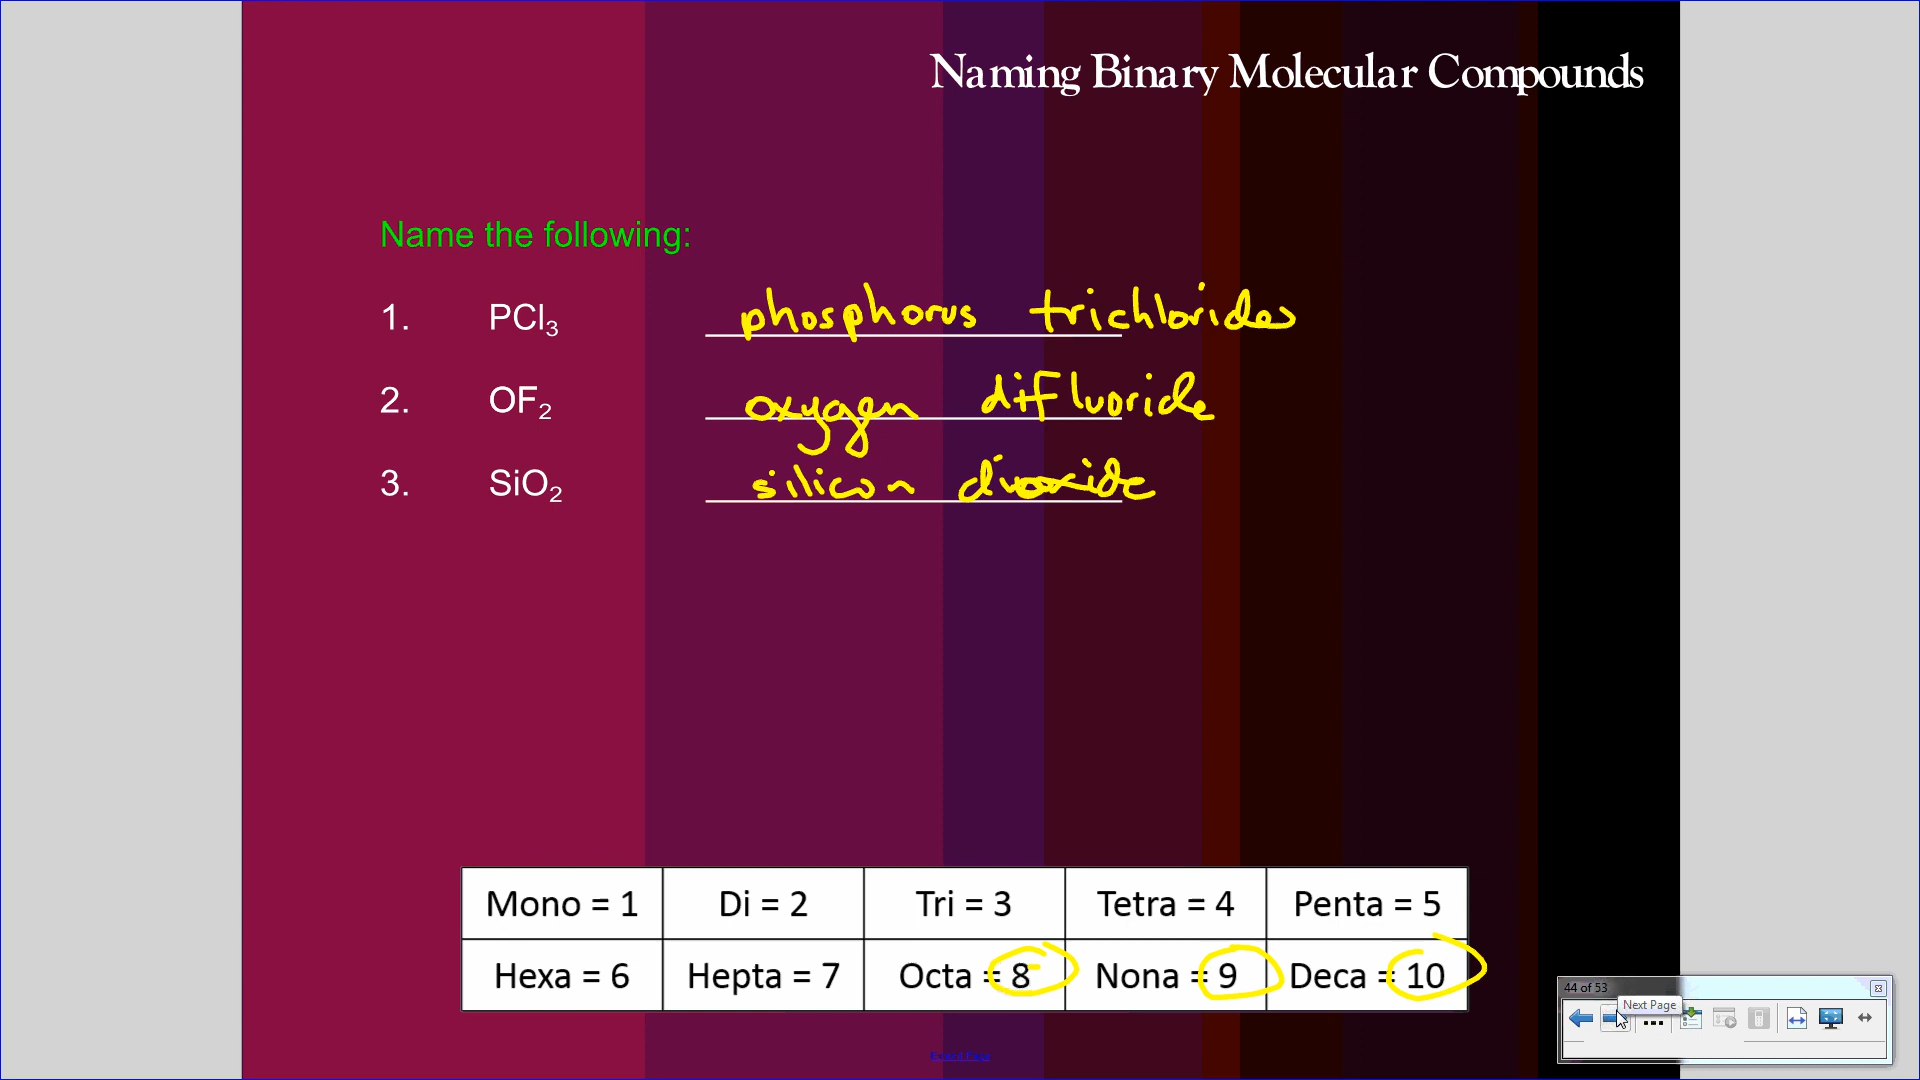 Naming Binary Molecular Compounds
Name the following:
1. PCl₃ phosphorus trichlorides
2. OF₂ oxygen difluoride
3. SiO₂ silicon dioxide
Mono = 1 Di = 2 Tri = 3 Tetra = 4 Penta = 5
Hexa = 6 Hepta = 7 Octa = 8 Nona = 9 Deca = 10
44 of 53
Next Page
Extend Page